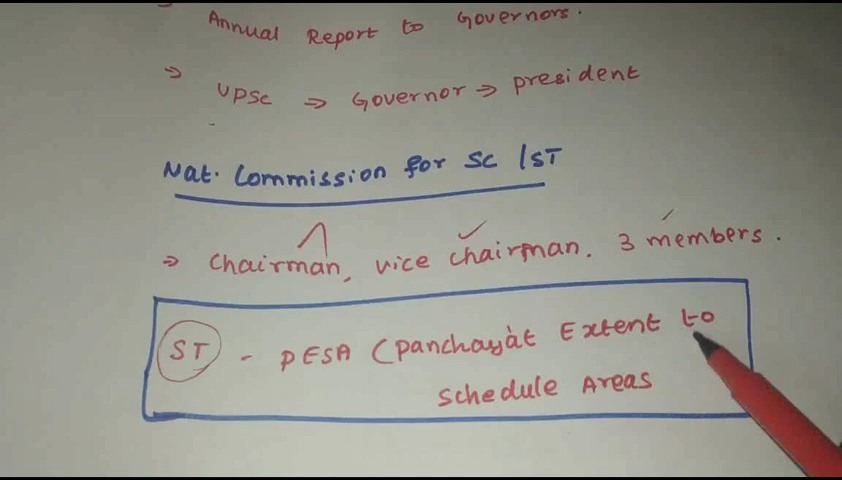 Annual Report to Governors.
⇒ UPSC ⇒ Governor → president
Nat. Commission for SC/ST
⇒ Chairman, vice chairman. 3 members.
ST - PESA (Panchayat Extent to
Schedule Areas